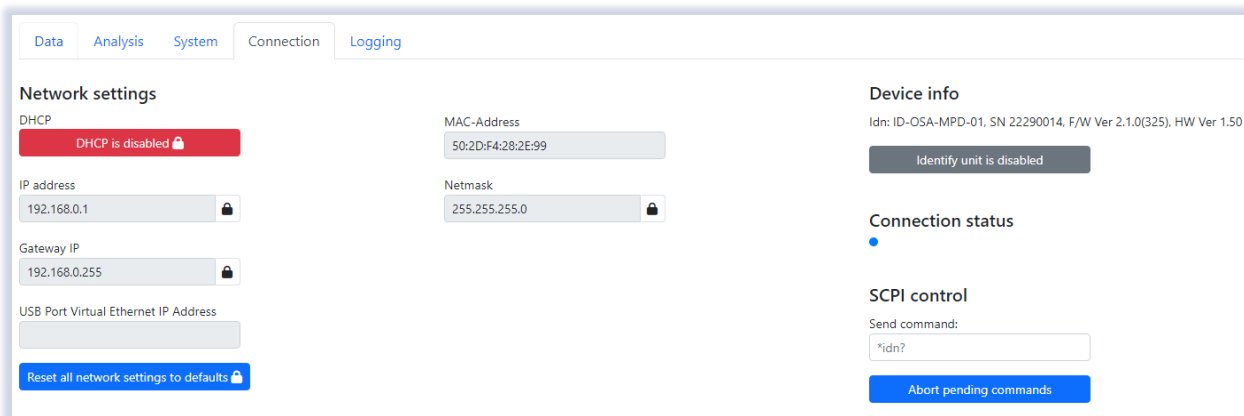 Data Analysis System Connection Logging
Network settings
DHCP
DHCP is disabled
IP address
192.168.0.1
Gateway IP
192.168.0.255
USB Port Virtual Ethernet IP Address
Reset all network settings to defaults
MAC-Address
50:2D:F4:28:2E:99
Netmask
255.255.255.0
Device info
Idn: ID-OSA-MPD-01, SN 22290014, F/W Ver 2.1.0(325), HW Ver 1.50
Identify unit is disabled
Connection status
SCPI control
Send command:
*idn?
Abort pending commands